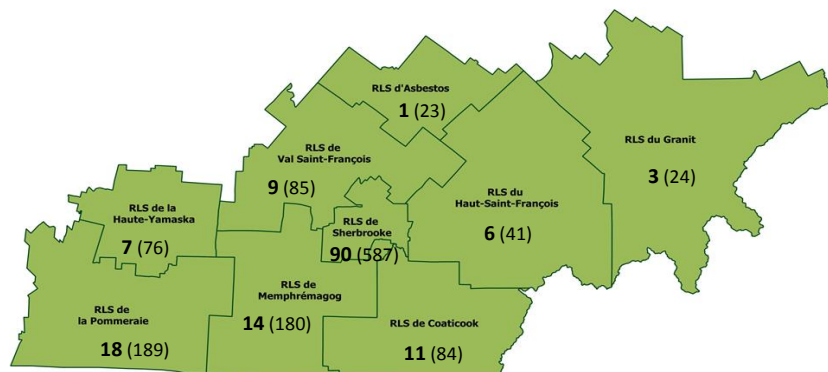 RLS d'Asbestos
1 (23)
RLS du Granit
3 (24)
RLS de
Val Saint-François
9 (85)
RLS du
Haut-Saint-François
6 (41)
RLS de la
Haute-Yamaska
7 (76)
RLS de
Sherbrooke
90 (587)
RLS de
Memphrémagog
14 (180)
RLS de
la Pommeraie
18 (189)
RLS de Coaticook
11 (84)